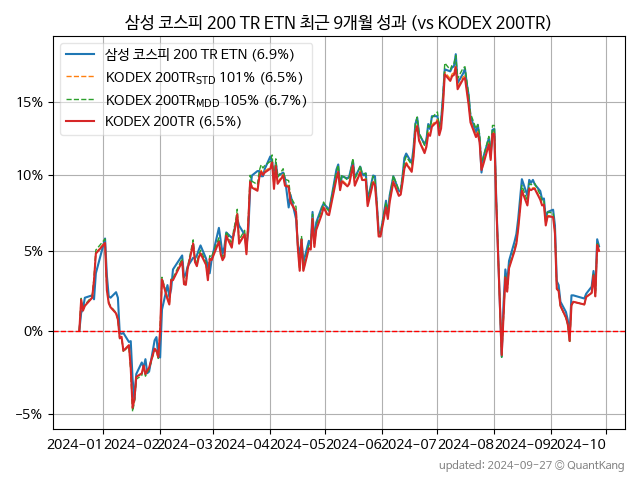 삼성 코스피 200 TR ETN 최근 9개월 성과 (vs KODEX 200TR)
삼성 코스피 200 TR ETN (6.9%)
KODEX 200TR_STD 101% (6.5%)
KODEX 200TR_MDD 105% (6.7%)
KODEX 200TR (6.5%)
15%
10%
5%
0%
−5%
2024-01 2024-02 2024-03 2024-04 2024-05 2024-06 2024-07 2024-08 2024-09 2024-10
updated: 2024-09-27 © QuantKang